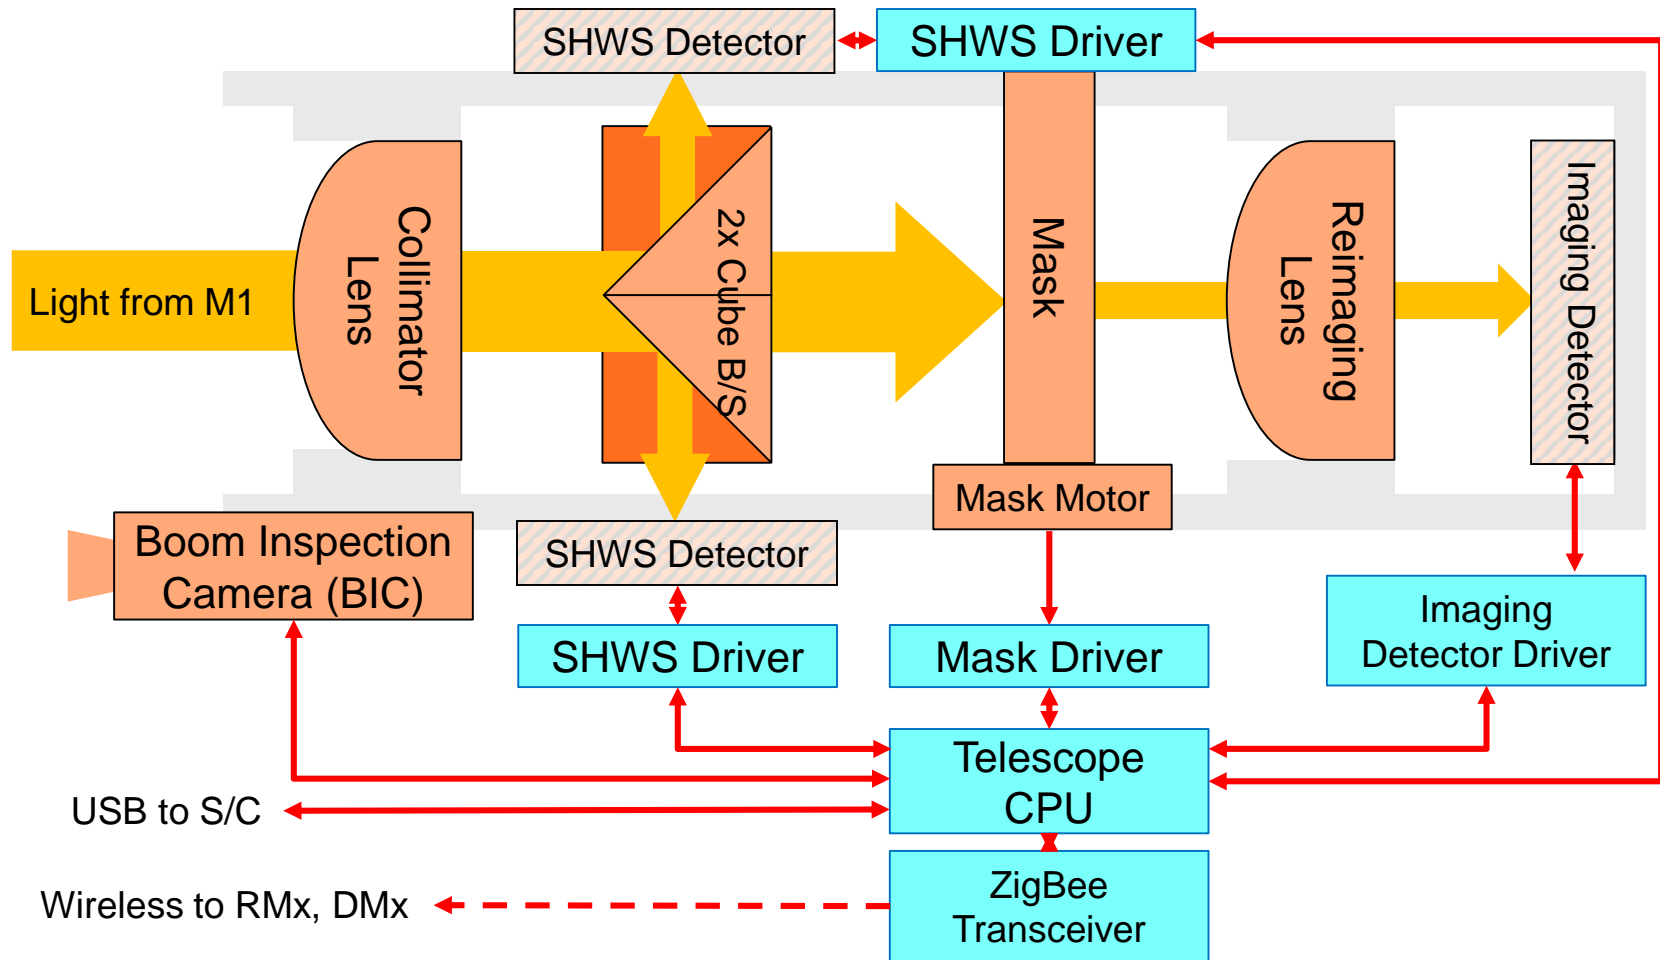 SHWS Detector
SHWS Driver
Light from M1
Collimator
Lens
2x Cube B/S
Mask
Reimaging
Lens
Imaging Detector
Mask Motor
Boom Inspection
Camera (BIC)
SHWS Detector
SHWS Driver
Mask Driver
Imaging
Detector Driver
Telescope
CPU
USB to S/C
ZigBee
Transceiver
Wireless to RMx, DMx